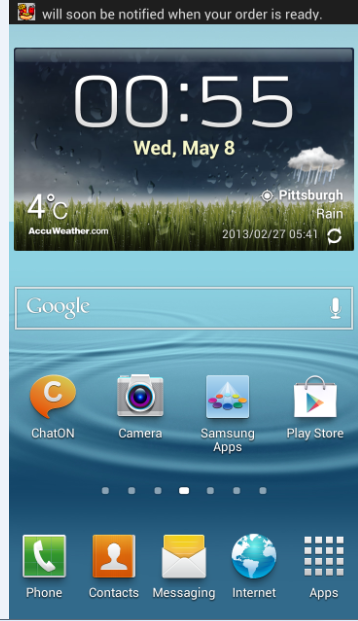 will soon be notified when your order is ready.
00:55
Wed, May 8
Pittsburgh
4°C
Rain
AccuWeather.com
2013/02/27 05:41
Google
ChatON
Camera
Samsung Apps
Play Store
Phone
Contacts
Messaging
Internet
Apps